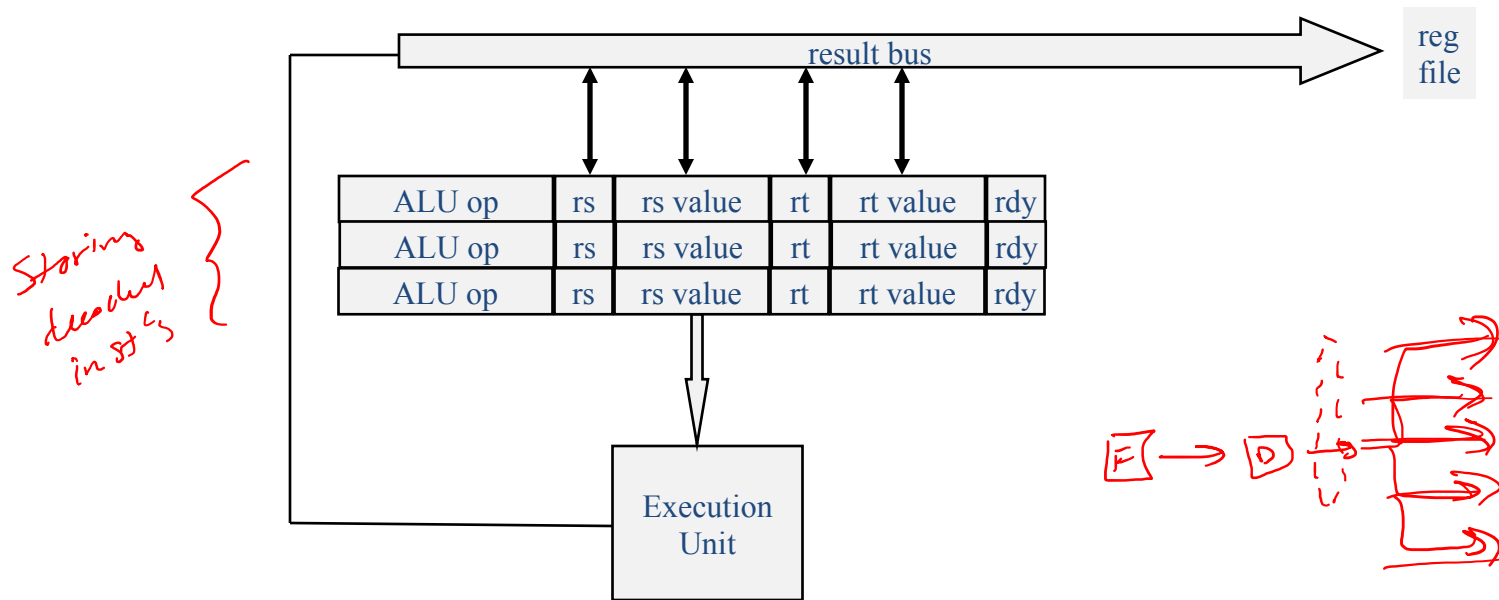 result bus
reg
file
ALU op rs rs value rt rt value rdy
ALU op rs rs value rt rt value rdy
ALU op rs rs value rt rt value rdy
Storing
in st^n s
F D
Execution
Unit